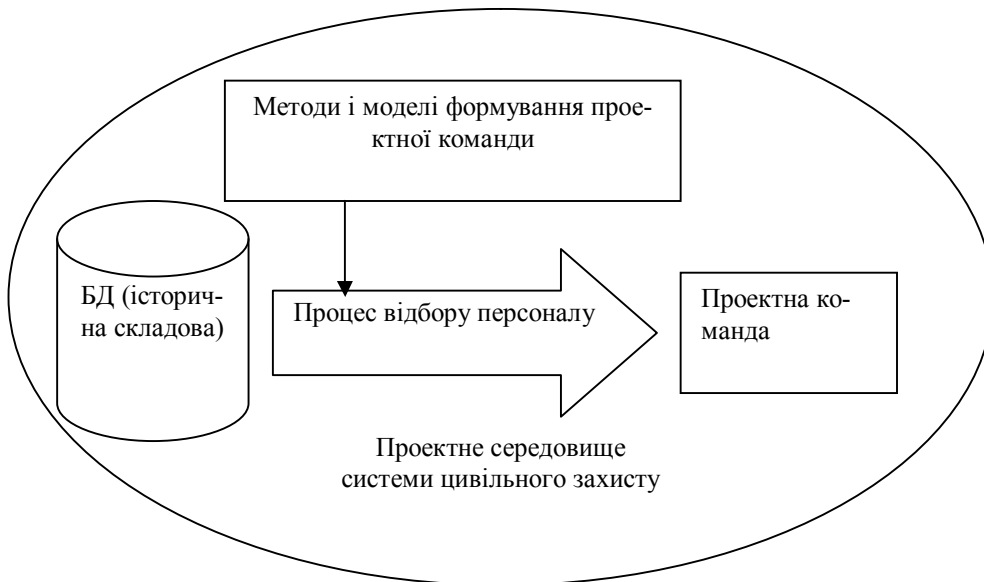 Методи і моделі формування прое-
ктної команди
БД (історич-
на складова)
Процес відбору персоналу
Проектна ко-
манда
Проектне середовище
системи цивільного захисту